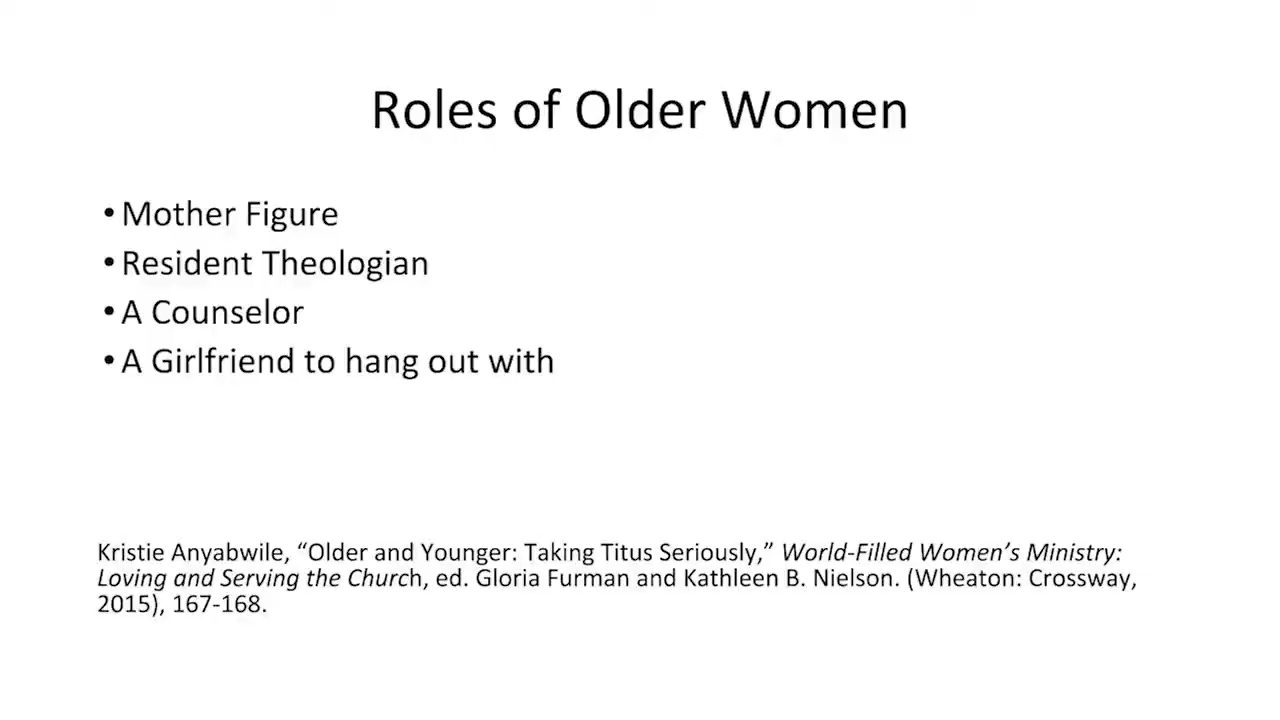 Roles of Older Women
• Mother Figure
• Resident Theologian
• A Counselor
• A Girlfriend to hang out with
Kristie Anyabwile, “Older and Younger: Taking Titus Seriously,” World-Filled Women’s Ministry:
Loving and Serving the Church, ed. Gloria Furman and Kathleen B. Nielson. (Wheaton: Crossway,
2015), 167-168.